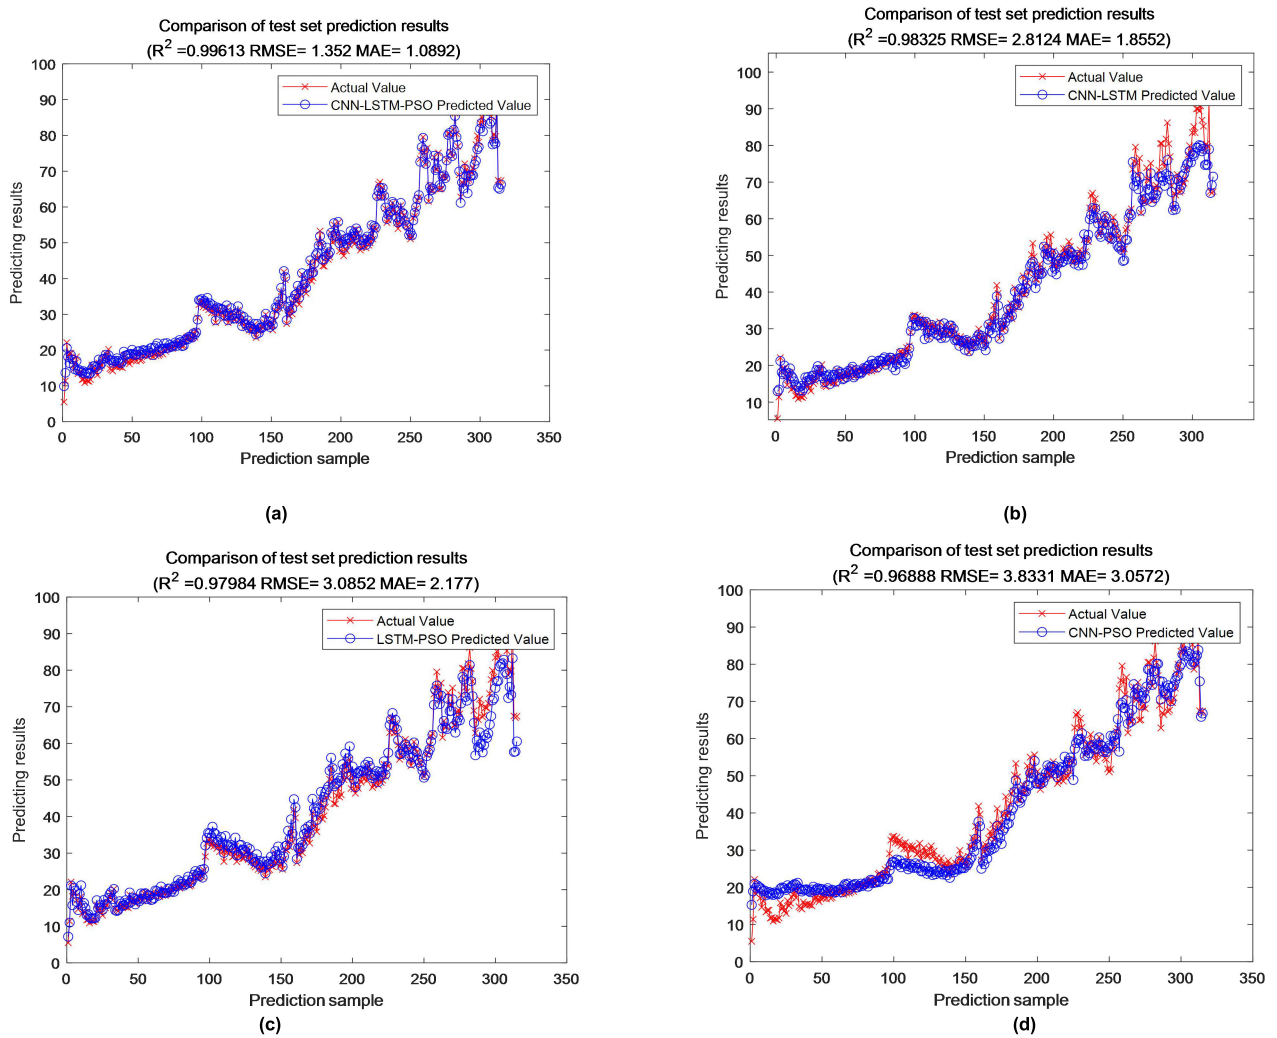 Comparison of test set prediction results
(R² =0.99613 RMSE= 1.352 MAE= 1.0892)
Actual Value
CNN-LSTM-PSO Predicted Value
100
90
80
70
60
50
40
30
20
10
0
Predicting results
0 50 100 150 200 250 300 350
Prediction sample
(a)
Comparison of test set prediction results
(R² =0.98325 RMSE= 2.8124 MAE= 1.8552)
Actual Value
CNN-LSTM Predicted Value
100
90
80
70
60
50
40
30
20
10
Predicting results
0 50 100 150 200 250 300
Prediction sample
(b)
Comparison of test set prediction results
(R² =0.97984 RMSE= 3.0852 MAE= 2.177)
Actual Value
LSTM-PSO Predicted Value
100
90
80
70
60
50
40
30
20
10
0
Predicting results
0 50 100 150 200 250 300 350
Prediction sample
(c)
Comparison of test set prediction results
(R² =0.96888 RMSE= 3.8331 MAE= 3.0572)
Actual Value
CNN-PSO Predicted Value
100
90
80
70
60
50
40
30
20
10
0
Predicting results
0 50 100 150 200 250 300 350
Prediction sample
(d)